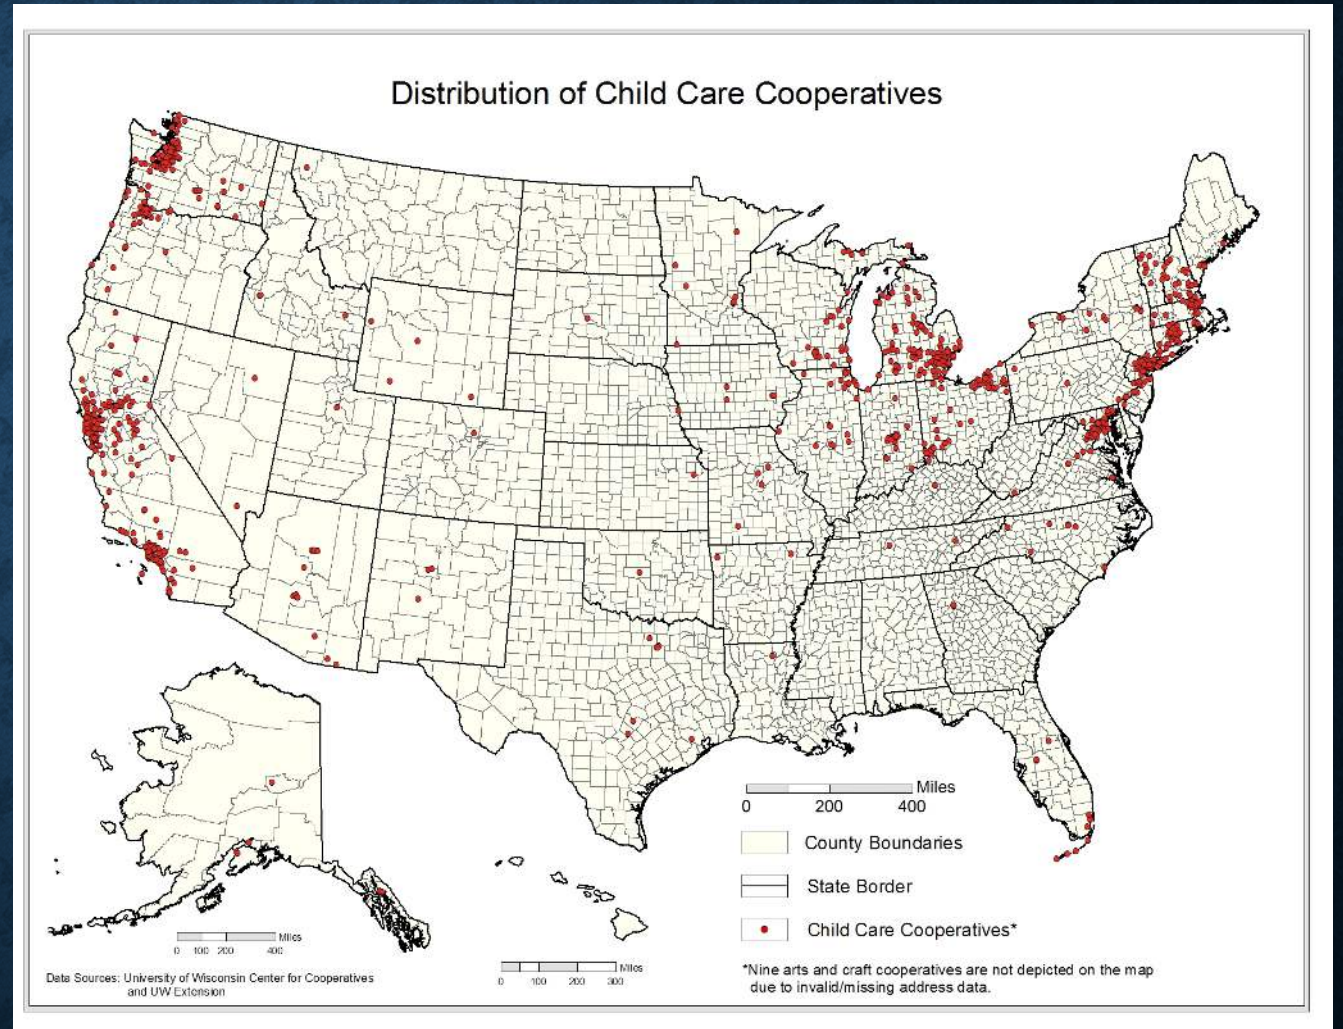 Distribution of Child Care Cooperatives
Miles
0 200 400
County Boundaries
State Border
Child Care Cooperatives*
*Nine arts and craft cooperatives are not depicted on the map
due to invalid/missing address data.
Miles
0 100 200 400
Miles
0 100 200 300
Data Sources: University of Wisconsin Center for Cooperatives
and UW Extension